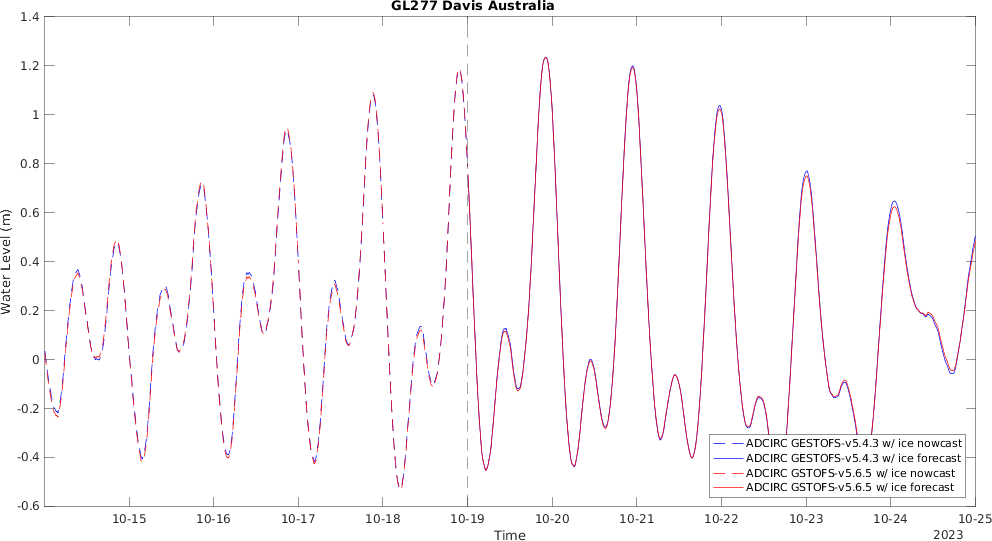 GL277 Davis Australia
1.4
1.2
1
0.8
0.6
0.4
0.2
0
-0.2
-0.4
-0.6
Water Level (m)
10-15 10-16 10-17 10-18 10-19 10-20 10-21 10-22 10-23 10-24 10-25
Time
2023
ADCIRC GESTOFS-v5.4.3 w/ ice nowcast
ADCIRC GESTOFS-v5.4.3 w/ ice forecast
ADCIRC GSTOFS-v5.6.5 w/ ice nowcast
ADCIRC GSTOFS-v5.6.5 w/ ice forecast